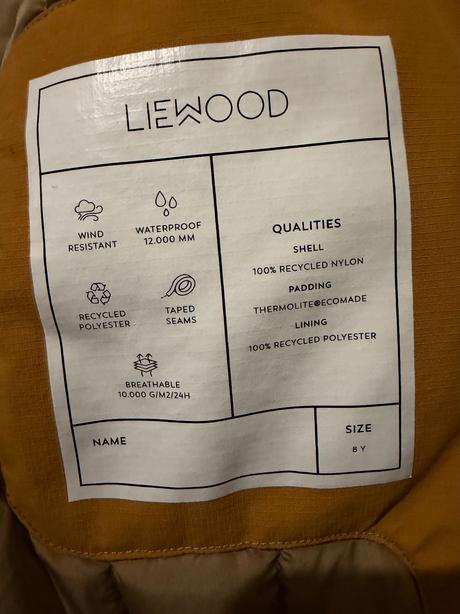 LIEWOOD
WIND
RESISTANT
WATERPROOF
12.000 MM
RECYCLED
POLYESTER
TAPED
SEAMS
BREATHABLE
10.000 G/M2/24H
QUALITIES
SHELL
100% RECYCLED NYLON
PADDING
THERMOLITE®ECOMADE
LINING
100% RECYCLED POLYESTER
NAME
SIZE
8 Y